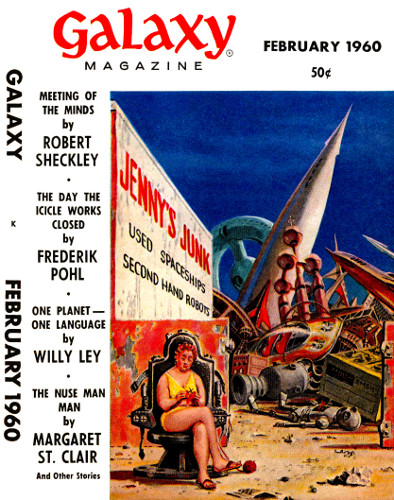 Galaxy
MAGAZINE
FEBRUARY 1960
50¢
GALAXY
K
FEBRUARY 1960
MEETING OF
THE MINDS
by
ROBERT
SHECKLEY
•
THE DAY THE
ICICLE WORKS
CLOSED
by
FREDERIK
POHL
•
ONE PLANET—
ONE LANGUAGE
by
WILLY LEY
•
THE NUSE MAN
MAN
by
MARGARET
ST. CLAIR
And Other Stories
JENNY'S JUNK
USED SPACESHIPS
SECOND HAND ROBOTS